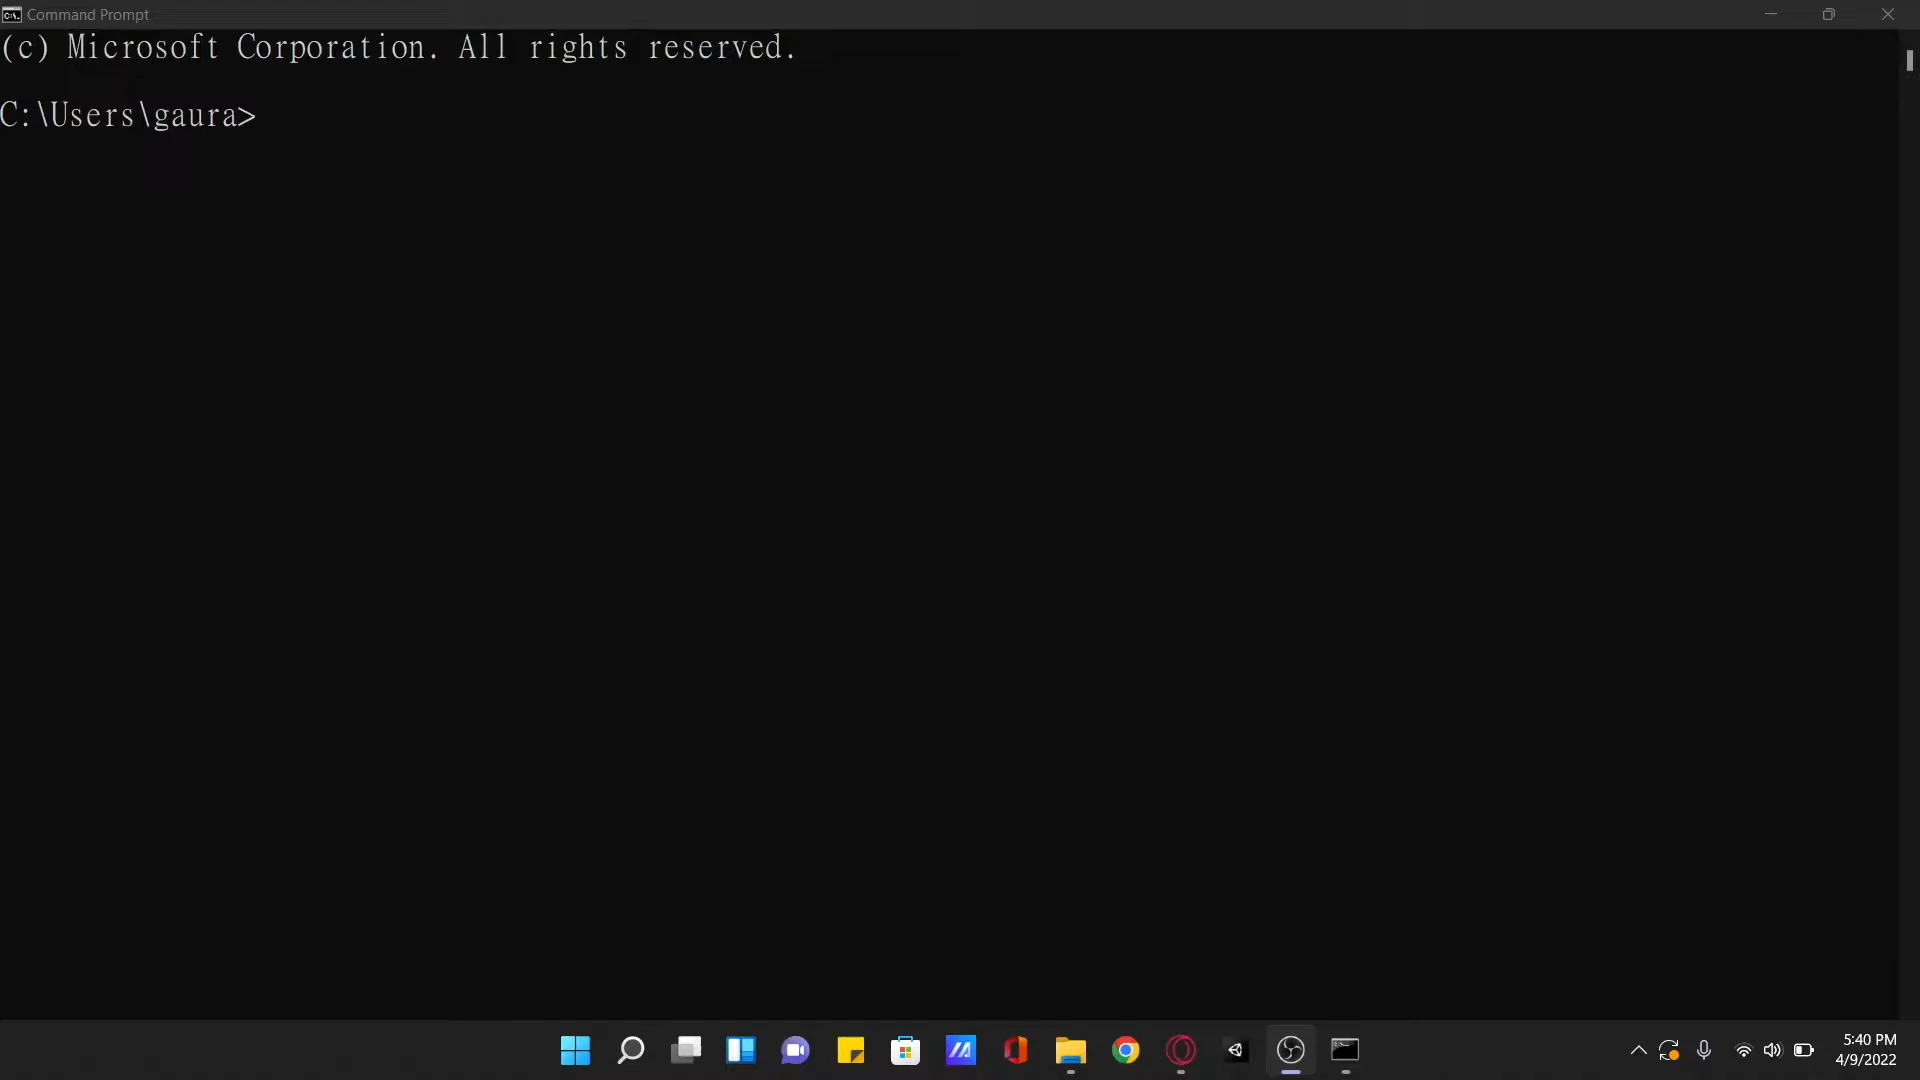 Command Prompt
(c) Microsoft Corporation. All rights reserved.
C:\Users\gaura>
5:40 PM
4/9/2022